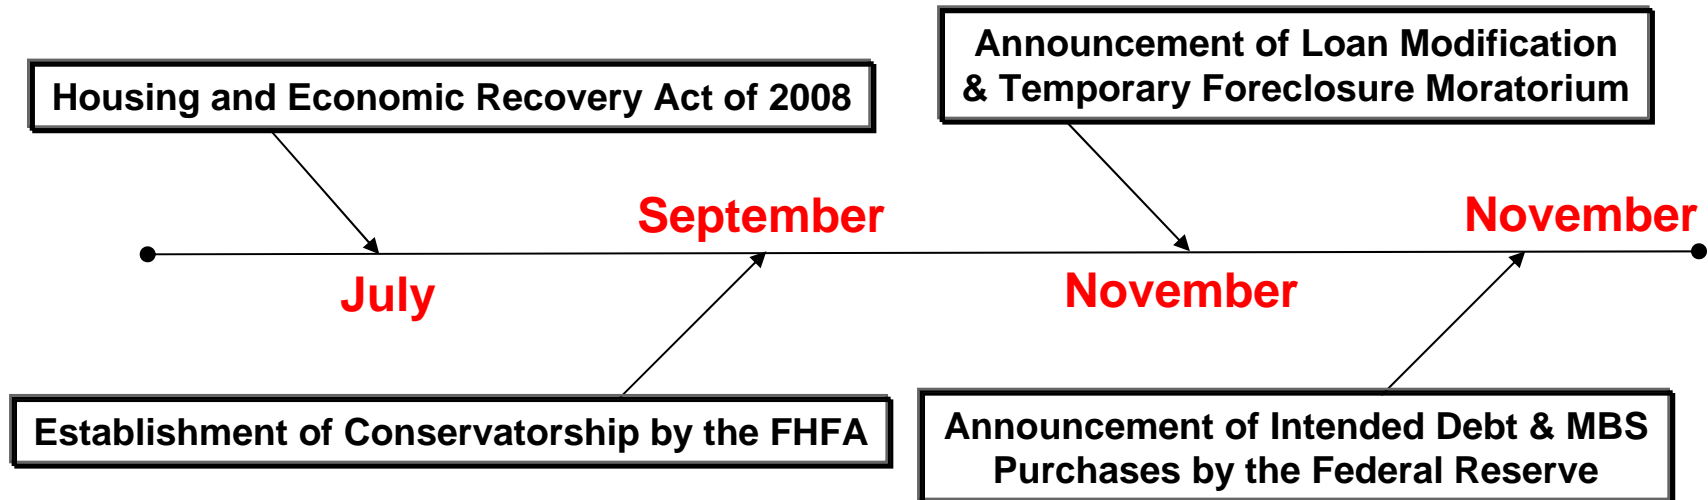 Housing and Economic Recovery Act of 2008
Announcement of Loan Modification
& Temporary Foreclosure Moratorium
September
November
July
November
Establishment of Conservatorship by the FHFA
Announcement of Intended Debt & MBS
Purchases by the Federal Reserve